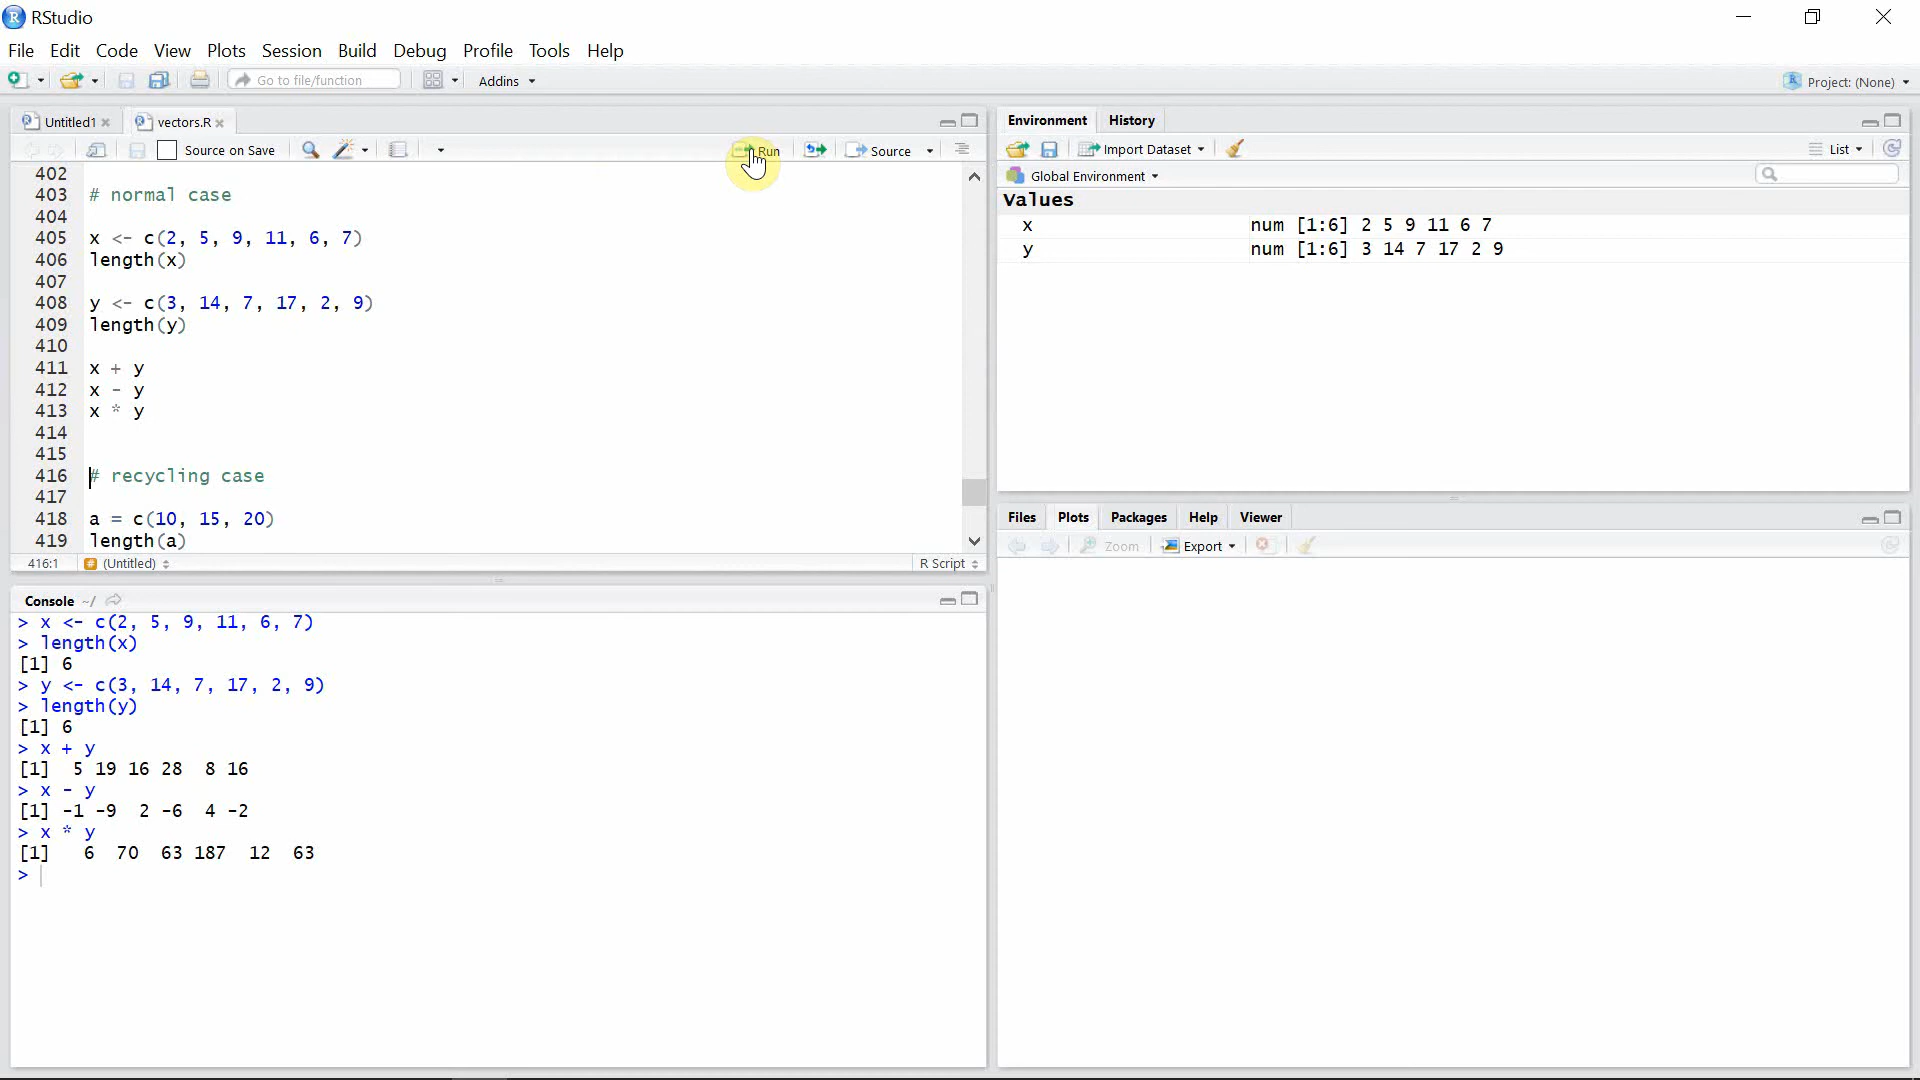 RStudio
File Edit Code View Plots Session Build Debug Profile Tools Help
Go to file/function Addins Project: (None)
Untitled1 vectors.R
Source on Save Run Source
402
403 # normal case
404
405 x <- c(2, 5, 9, 11, 6, 7)
406 length(x)
407
408 y <- c(3, 14, 7, 17, 2, 9)
409 length(y)
410
411 x + y
412 x - y
413 x * y
414
415
416 # recycling case
417
418 a = c(10, 15, 20)
419 length(a)
416:1 (Untitled) R Script
Console ~/
> x <- c(2, 5, 9, 11, 6, 7)
> length(x)
[1] 6
> y <- c(3, 14, 7, 17, 2, 9)
> length(y)
[1] 6
> x + y
[1]  5 19 16 28  8 16
> x - y
[1] -1 -9  2 -6  4 -2
> x * y
[1]   6  70  63 187  12  63
>
Environment History
Import Dataset List
Global Environment
Values
x num [1:6] 2 5 9 11 6 7
y num [1:6] 3 14 7 17 2 9
Files Plots Packages Help Viewer
Zoom Export